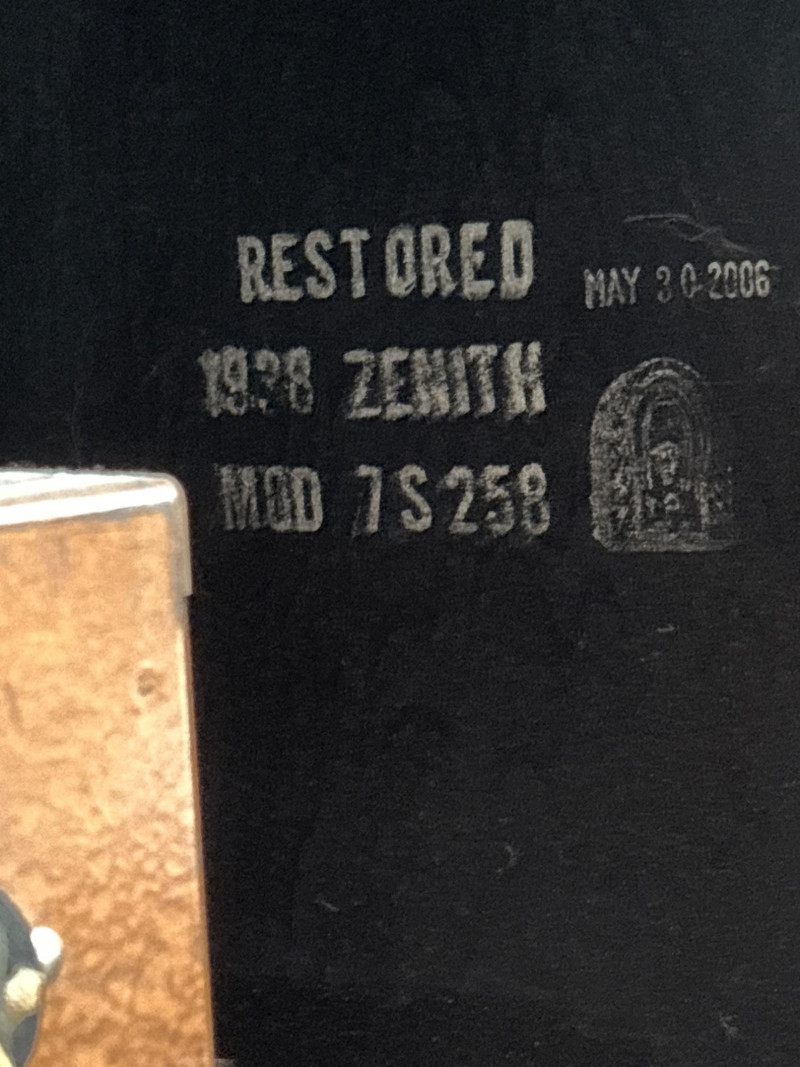 RESTORED
MAY 30 2006
1938 ZENITH
MOD 7S258